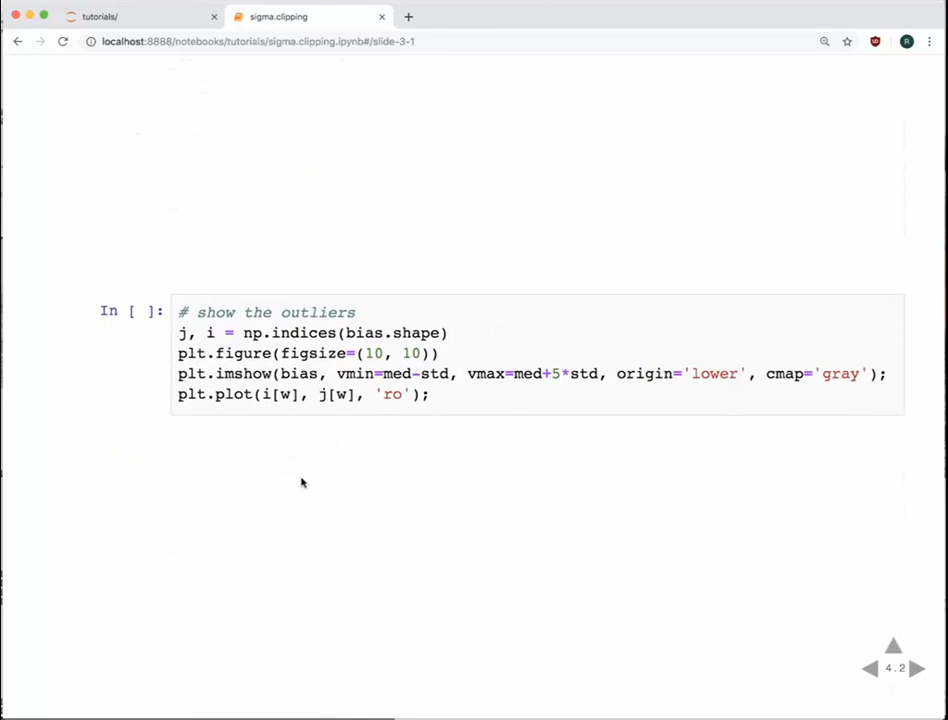 tutorials/
sigma.clipping
localhost:8888/notebooks/tutorials/sigma.clipping.ipynb#/slide-3-1
R
In [ ]:
# show the outliers
j, i = np.indices(bias.shape)
plt.figure(figsize=(10, 10))
plt.imshow(bias, vmin=med-std, vmax=med+5*std, origin='lower', cmap='gray');
plt.plot(i[w], j[w], 'ro');
4.2